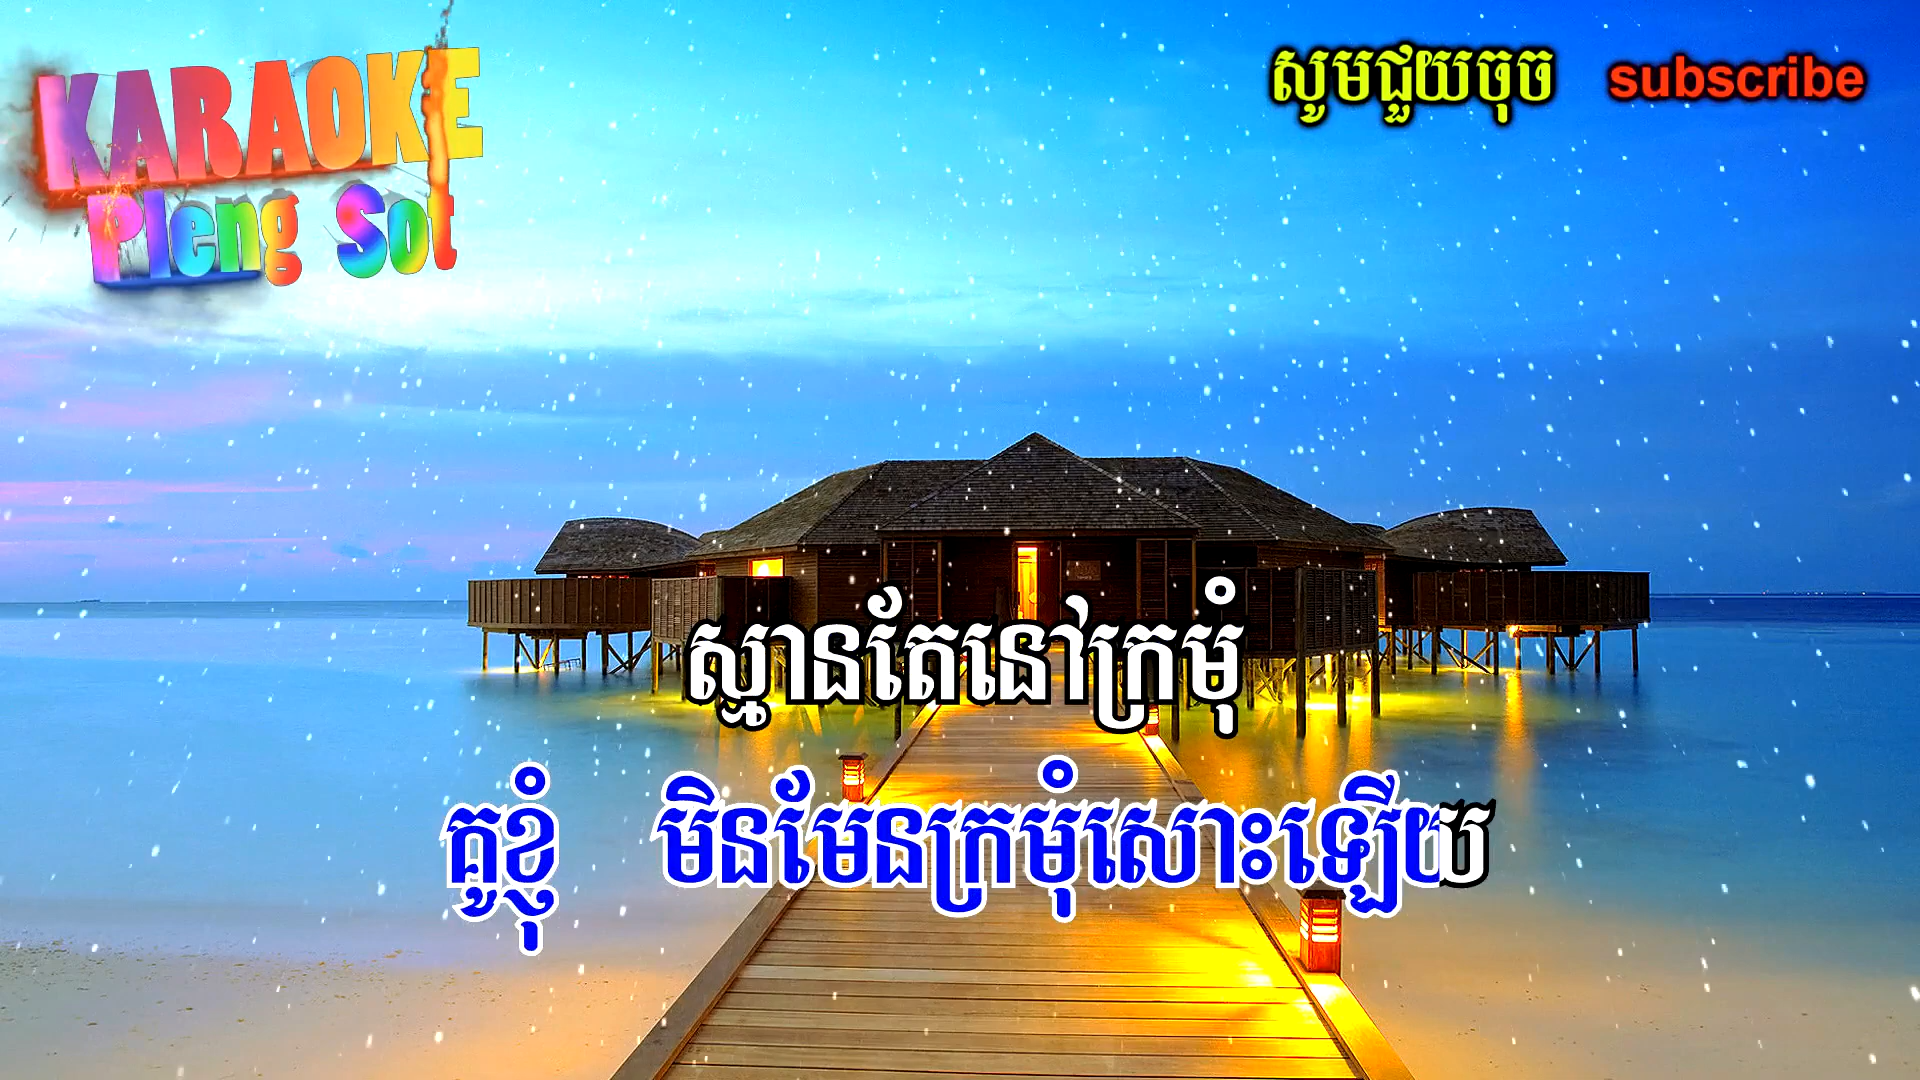 KARAOKE
Pleng Sot
សូមជួយចុច subscribe
ស្មានតែនៅក្រមុំ
គូខ្ញុំ មិនមែនក្រមុំសោះឡើយ